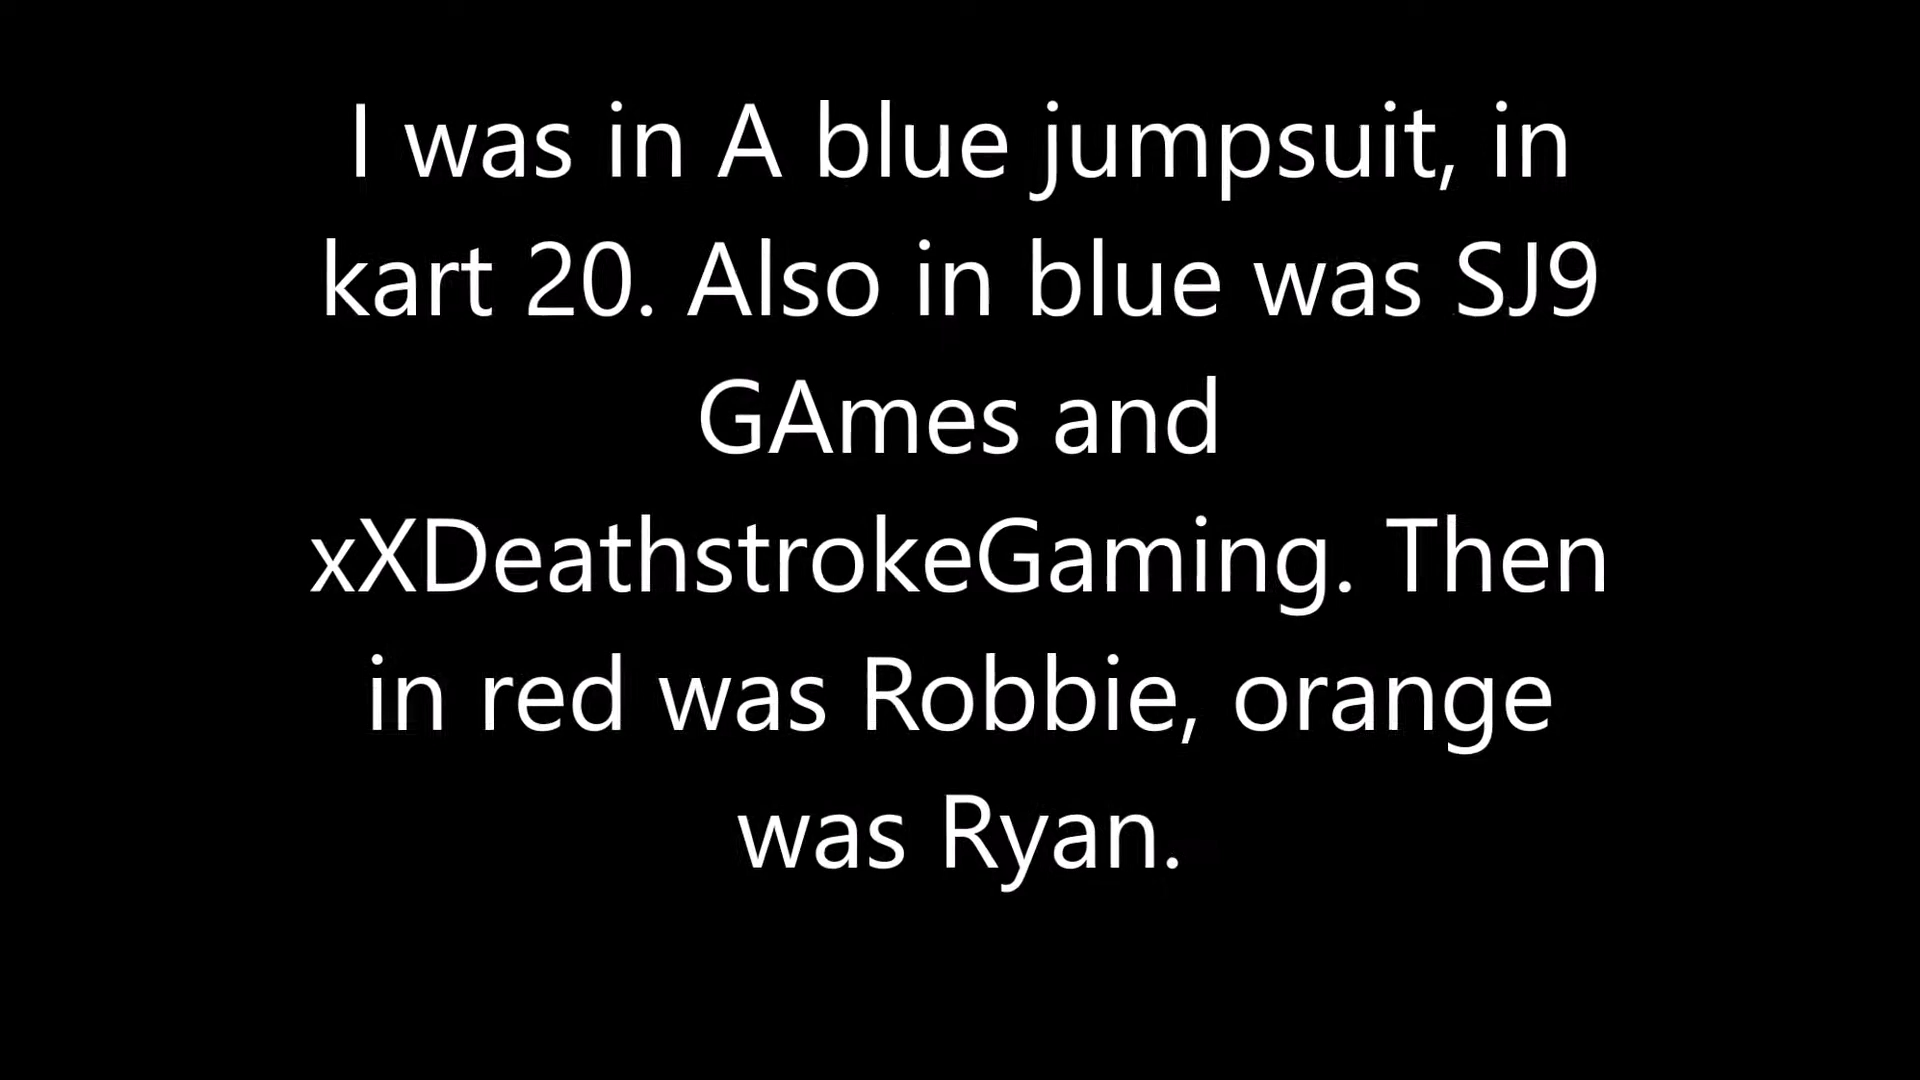 I was in A blue jumpsuit, in
kart 20. Also in blue was SJ9
GAmes and
xXDeathstrokeGaming. Then
in red was Robbie, orange
was Ryan.